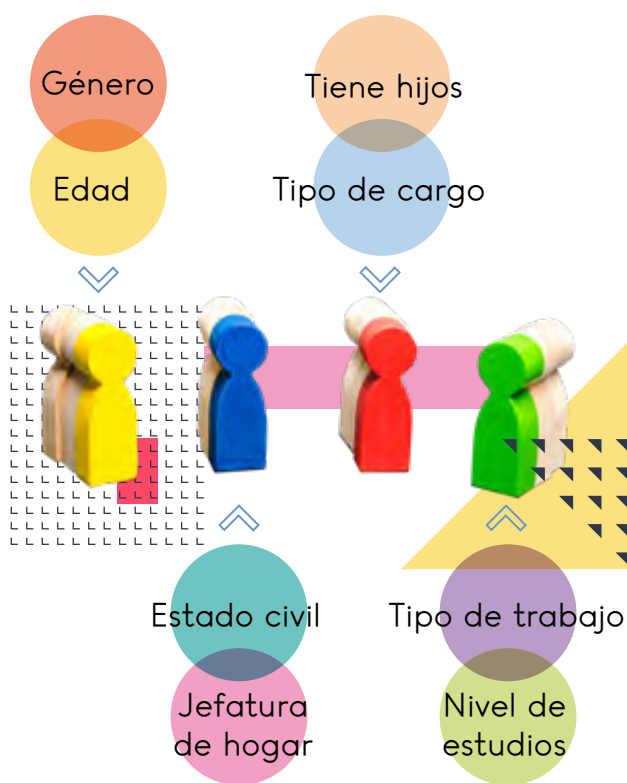 Género
Edad
Tiene hijos
Tipo de cargo
Estado civil
Jefatura
de hogar
Tipo de trabajo
Nivel de
estudios